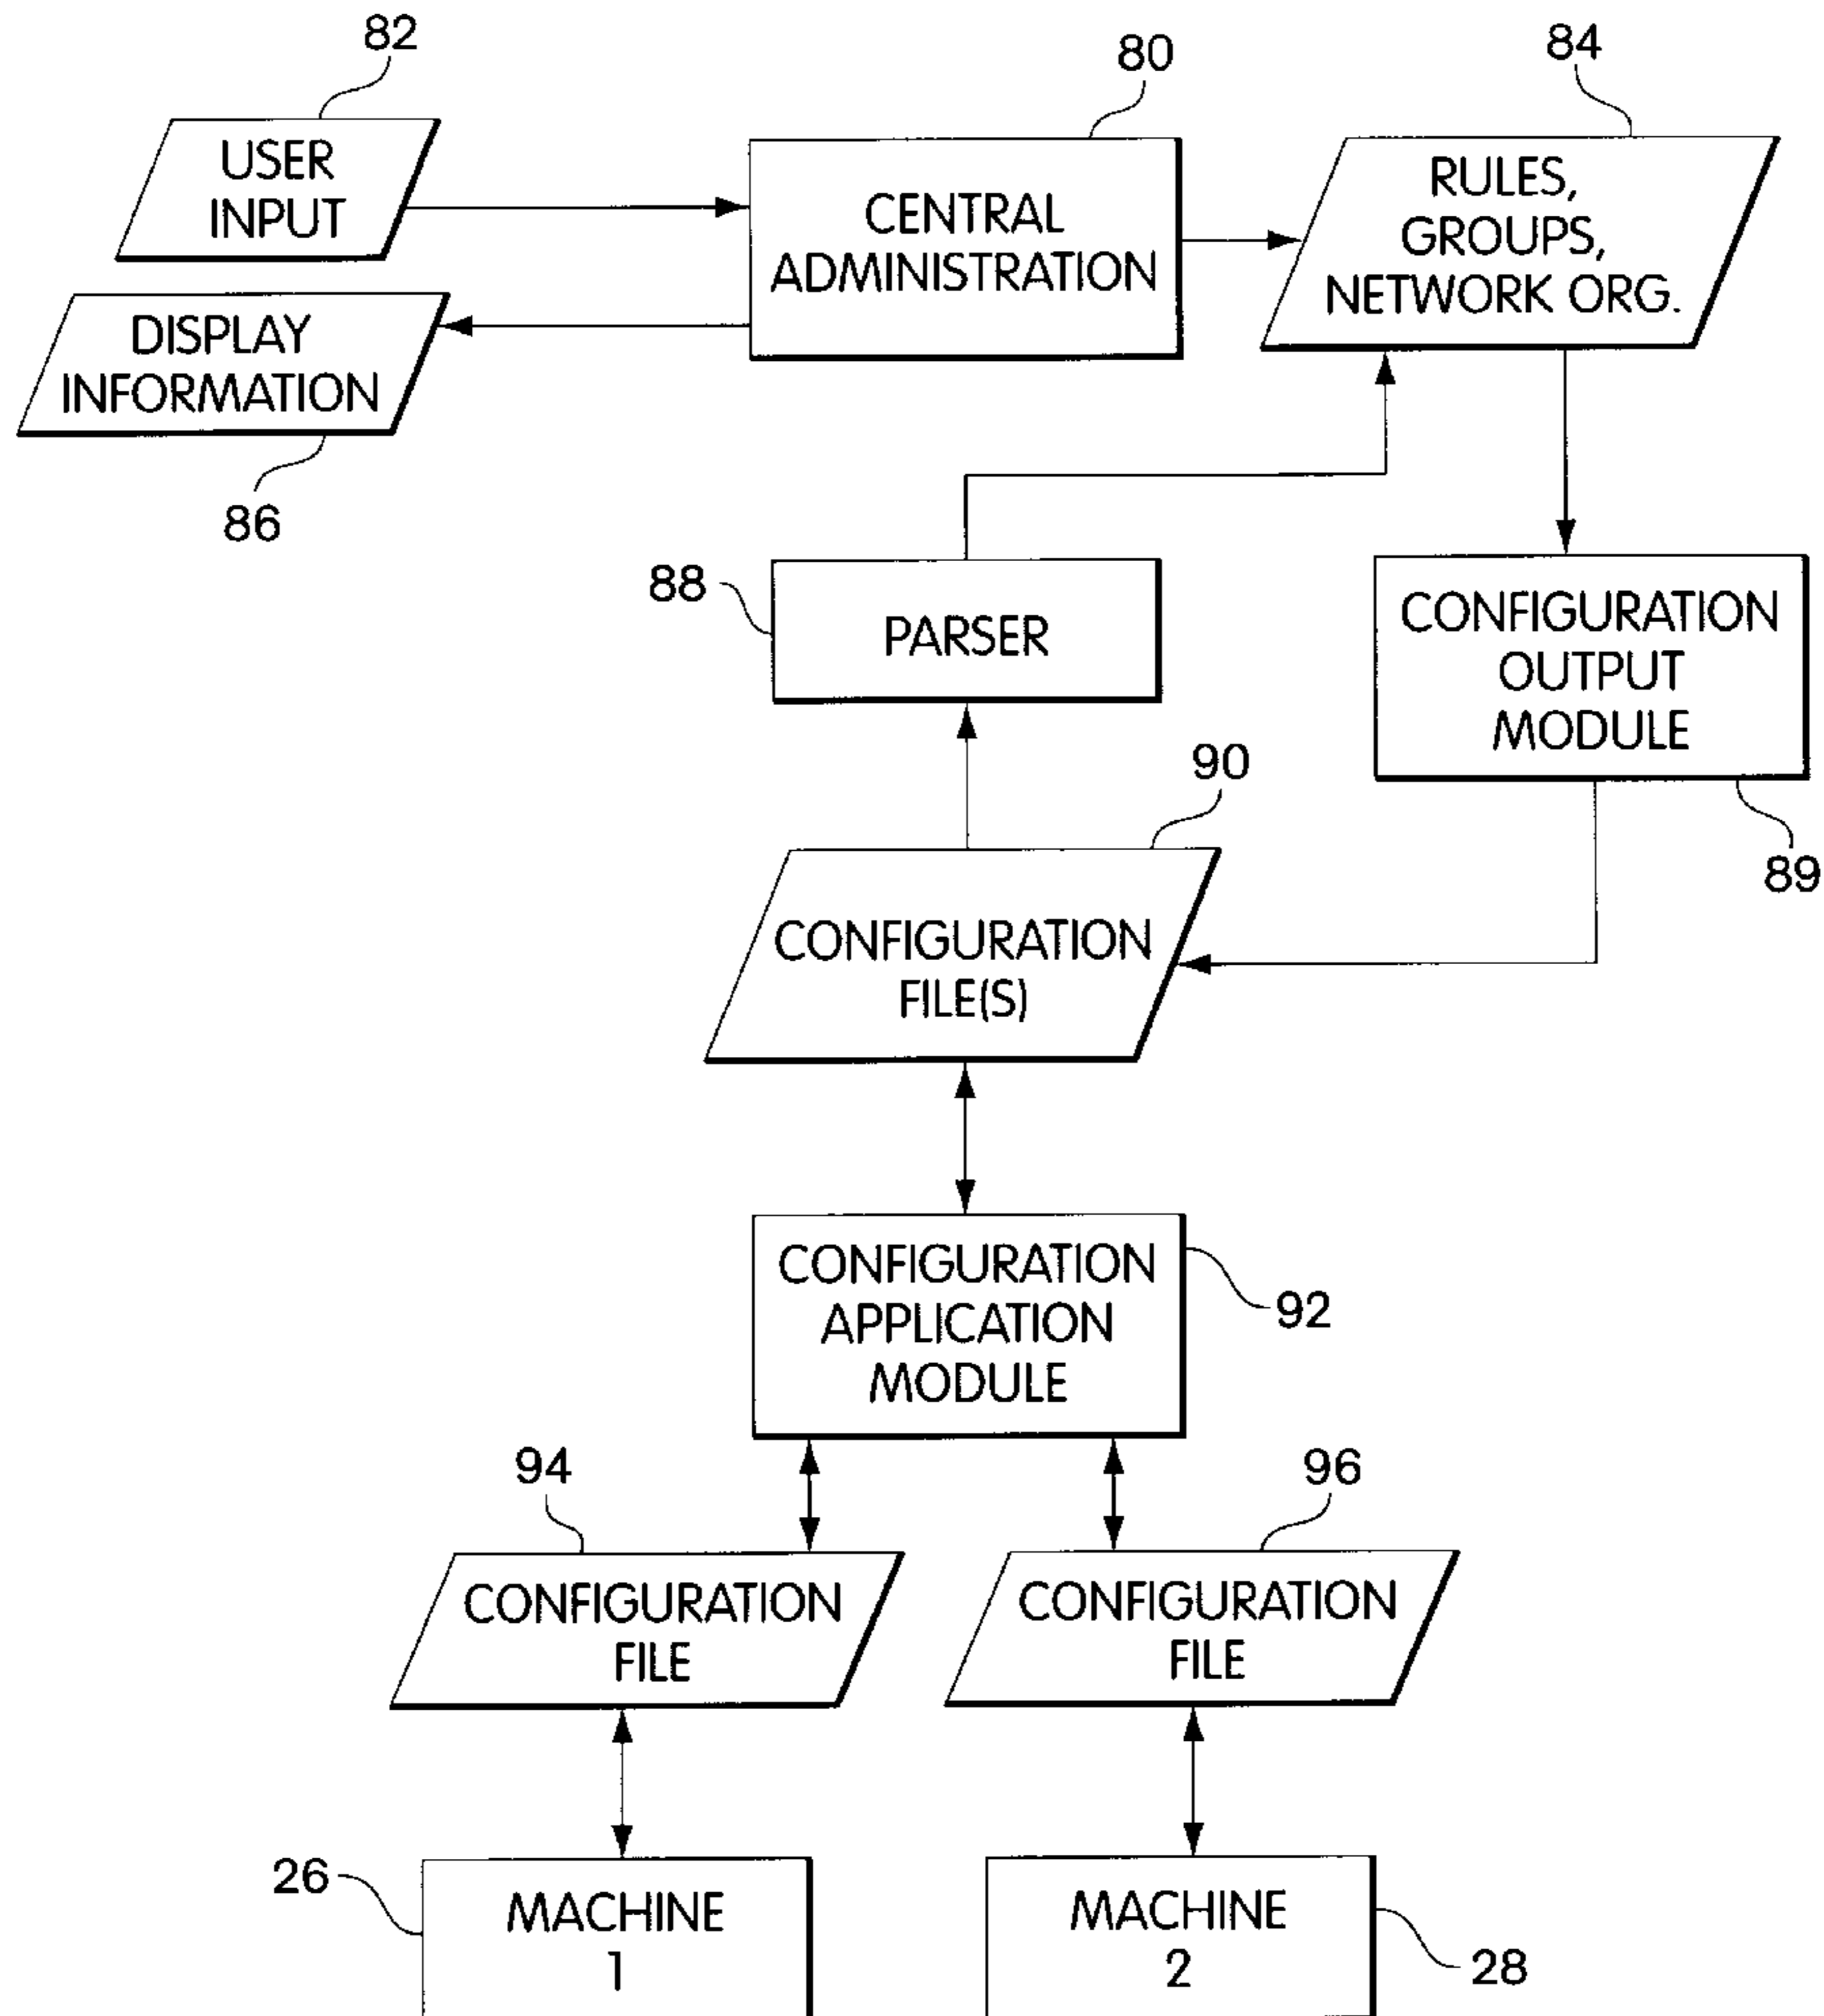 82
80
84
USER
INPUT
CENTRAL
ADMINISTRATION
RULES,
GROUPS,
NETWORK ORG.
DISPLAY
INFORMATION
86
88
PARSER
CONFIGURATION
OUTPUT
MODULE
89
90
CONFIGURATION
FILE(S)
CONFIGURATION
APPLICATION
MODULE
92
94
96
CONFIGURATION
FILE
CONFIGURATION
FILE
26
MACHINE
1
MACHINE
2
28